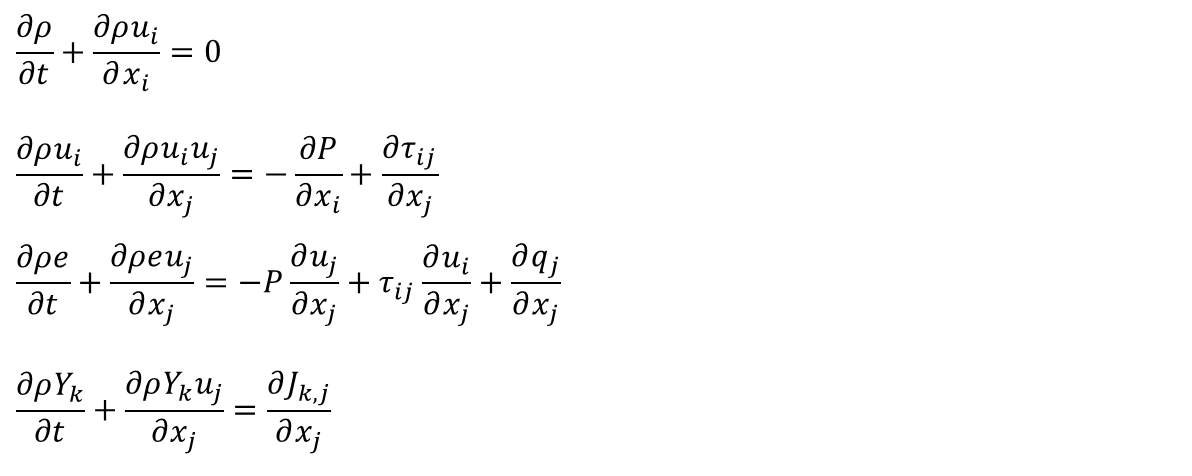 ∂ρ/∂t + ∂ρu_i/∂x_i = 0
∂ρu_i/∂t + ∂ρu_iu_j/∂x_j = − ∂P/∂x_i + ∂τ_ij/∂x_j
∂ρe/∂t + ∂ρeu_j/∂x_j = −P ∂u_j/∂x_j + τ_ij ∂u_i/∂x_j + ∂q_j/∂x_j
∂ρY_k/∂t + ∂ρY_ku_j/∂x_j = ∂J_k,j/∂x_j